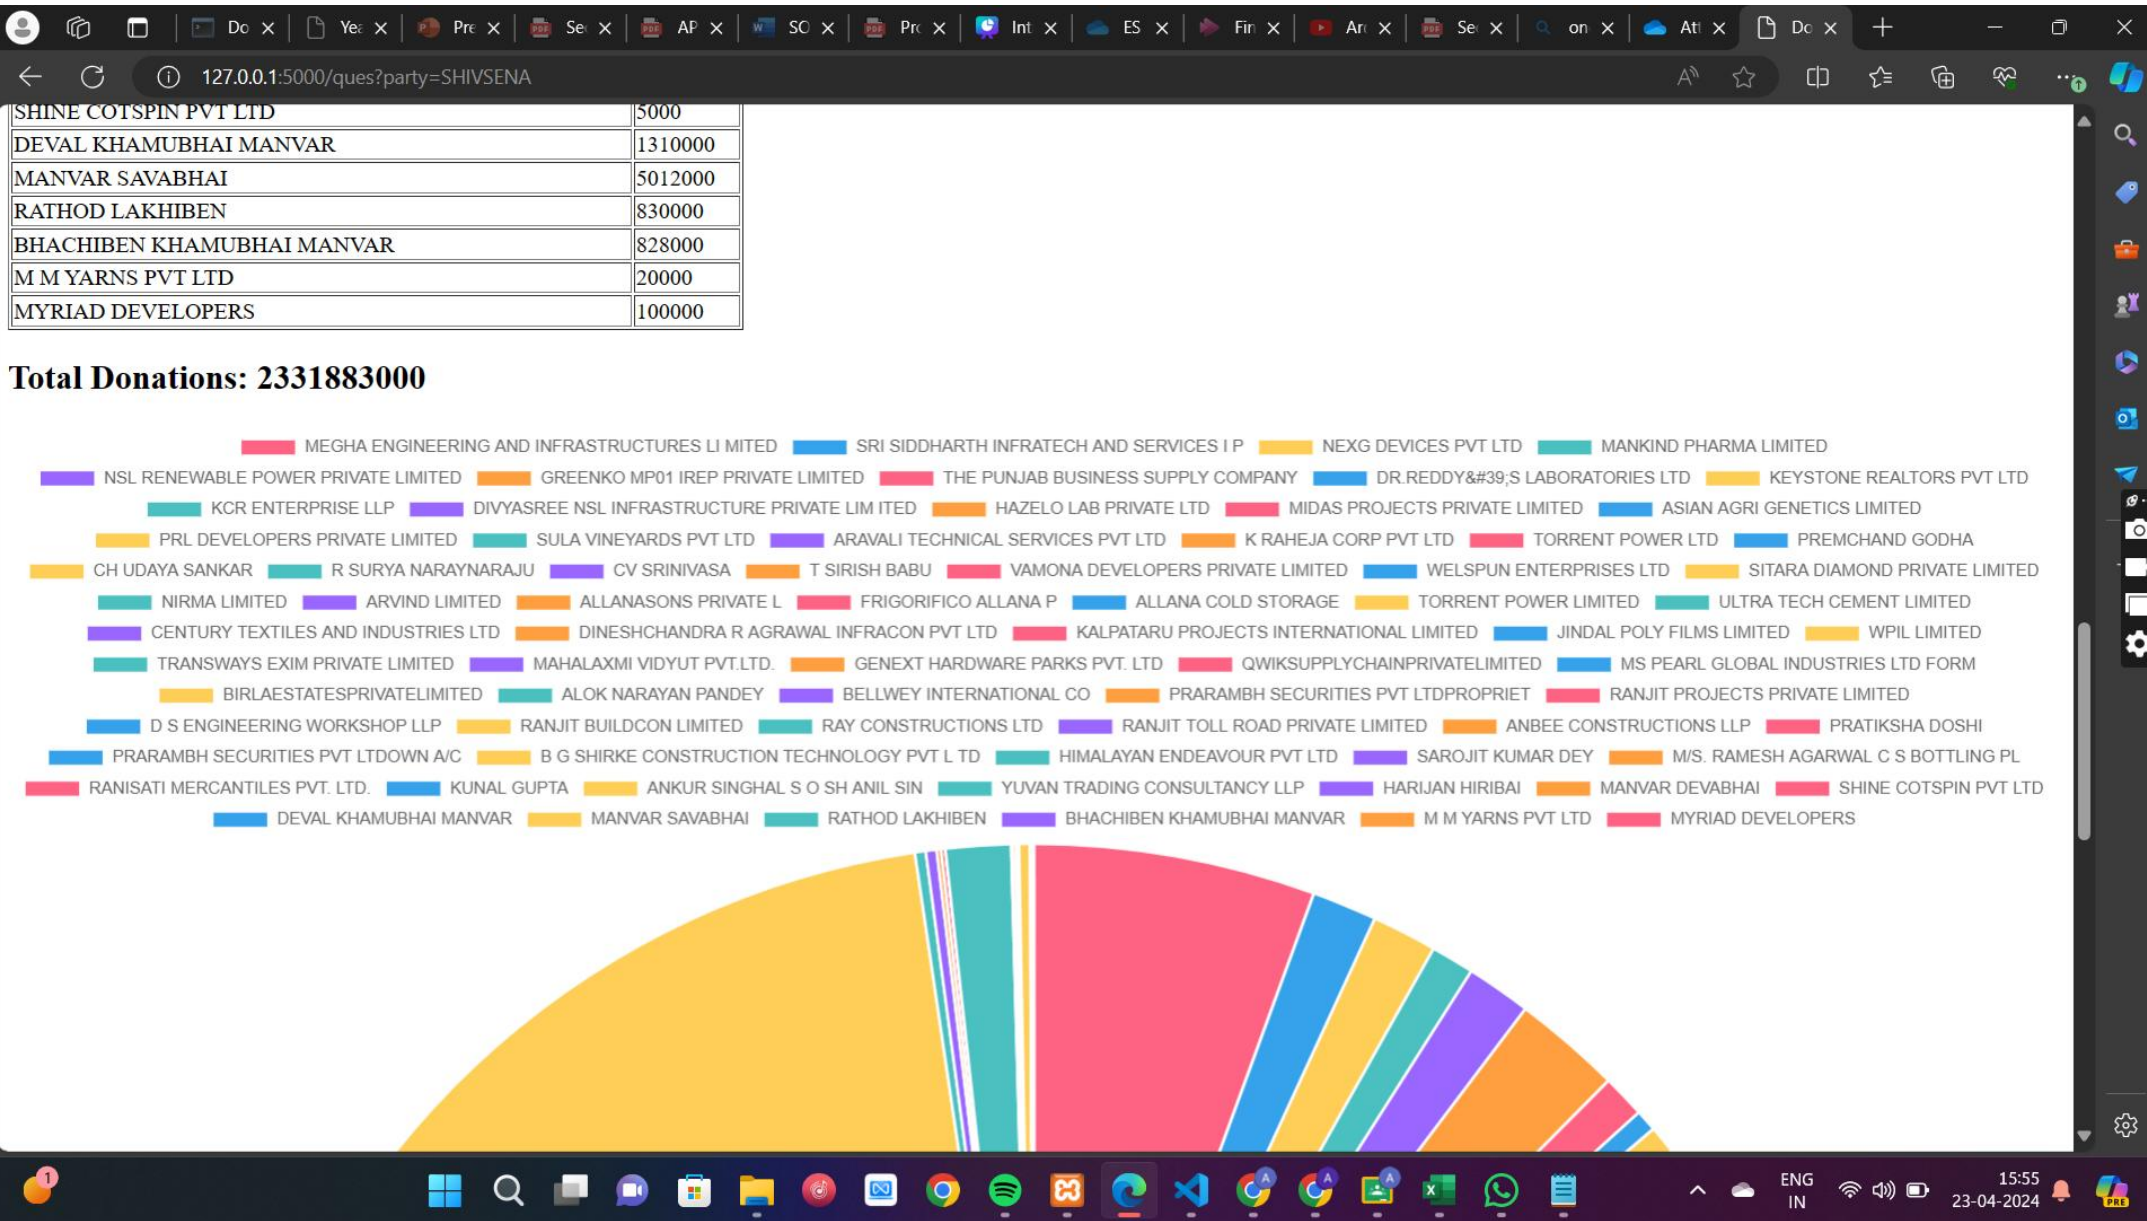 Do Yea Pre Se AP SO Pro Int ES Fin Ar Se on Att Do
127.0.0.1:5000/ques?party=SHIVSENA
SHINE COTSPIN PVT LTD 5000
DEVAL KHAMUBHAI MANVAR 1310000
MANVAR SAVABHAI 5012000
RATHOD LAKHIBEN 830000
BHACHIBEN KHAMUBHAI MANVAR 828000
M M YARNS PVT LTD 20000
MYRIAD DEVELOPERS 100000
Total Donations: 2331883000
MEGHA ENGINEERING AND INFRASTRUCTURES LI MITED SRI SIDDHARTH INFRATECH AND SERVICES I P NEXG DEVICES PVT LTD MANKIND PHARMA LIMITED
NSL RENEWABLE POWER PRIVATE LIMITED GREENKO MP01 IREP PRIVATE LIMITED THE PUNJAB BUSINESS SUPPLY COMPANY DR.REDDY&#39;S LABORATORIES LTD KEYSTONE REALTORS PVT LTD
KCR ENTERPRISE LLP DIVYASREE NSL INFRASTRUCTURE PRIVATE LIM ITED HAZELO LAB PRIVATE LTD MIDAS PROJECTS PRIVATE LIMITED ASIAN AGRI GENETICS LIMITED
PRL DEVELOPERS PRIVATE LIMITED SULA VINEYARDS PVT LTD ARAVALI TECHNICAL SERVICES PVT LTD K RAHEJA CORP PVT LTD TORRENT POWER LTD PREMCHAND GODHA
CH UDAYA SANKAR R SURYA NARAYNARAJU CV SRINIVASA T SIRISH BABU VAMONA DEVELOPERS PRIVATE LIMITED WELSPUN ENTERPRISES LTD SITARA DIAMOND PRIVATE LIMITED
NIRMA LIMITED ARVIND LIMITED ALLANASONS PRIVATE L FRIGORIFICO ALLANA P ALLANA COLD STORAGE TORRENT POWER LIMITED ULTRA TECH CEMENT LIMITED
CENTURY TEXTILES AND INDUSTRIES LTD DINESHCHANDRA R AGRAWAL INFRACON PVT LTD KALPATARU PROJECTS INTERNATIONAL LIMITED JINDAL POLY FILMS LIMITED WPIL LIMITED
TRANSWAYS EXIM PRIVATE LIMITED MAHALAXMI VIDYUT PVT.LTD. GENEXT HARDWARE PARKS PVT. LTD QWIKSUPPLYCHAINPRIVATELIMITED MS PEARL GLOBAL INDUSTRIES LTD FORM
BIRLAESTATESPRIVATELIMITED ALOK NARAYAN PANDEY BELLWEY INTERNATIONAL CO PRARAMBH SECURITIES PVT LTDPROPRIET RANJIT PROJECTS PRIVATE LIMITED
D S ENGINEERING WORKSHOP LLP RANJIT BUILDCON LIMITED RAY CONSTRUCTIONS LTD RANJIT TOLL ROAD PRIVATE LIMITED ANBEE CONSTRUCTIONS LLP PRATIKSHA DOSHI
PRARAMBH SECURITIES PVT LTDOWN A/C B G SHIRKE CONSTRUCTION TECHNOLOGY PVT L TD HIMALAYAN ENDEAVOUR PVT LTD SAROJIT KUMAR DEY M/S. RAMESH AGARWAL C S BOTTLING PL
RANISATI MERCANTILES PVT. LTD. KUNAL GUPTA ANKUR SINGHAL S O SH ANIL SIN YUVAN TRADING CONSULTANCY LLP HARIJAN HIRIBAI MANVAR DEVABHAI SHINE COTSPIN PVT LTD
DEVAL KHAMUBHAI MANVAR MANVAR SAVABHAI RATHOD LAKHIBEN BHACHIBEN KHAMUBHAI MANVAR M M YARNS PVT LTD MYRIAD DEVELOPERS
1 ENG 15:55
IN 23-04-2024
PRE